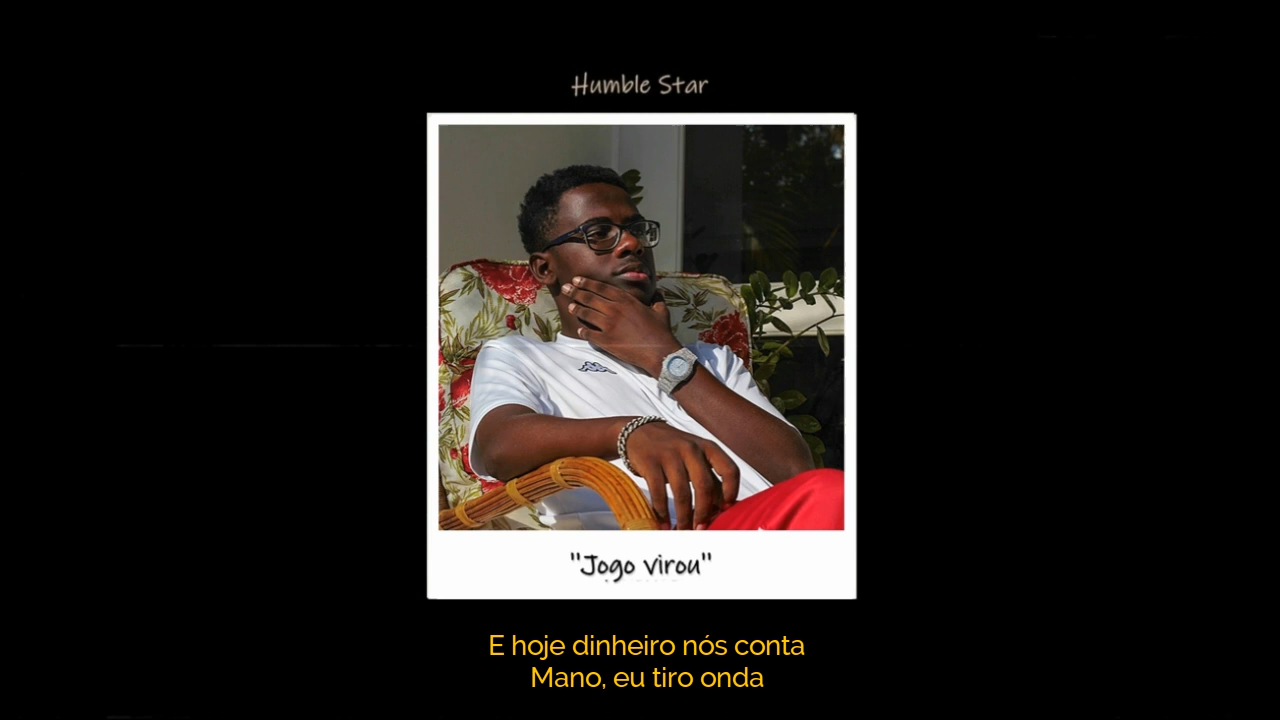 Humble Star
"Jogo virou"
E hoje dinheiro nós conta
Mano, eu tiro onda